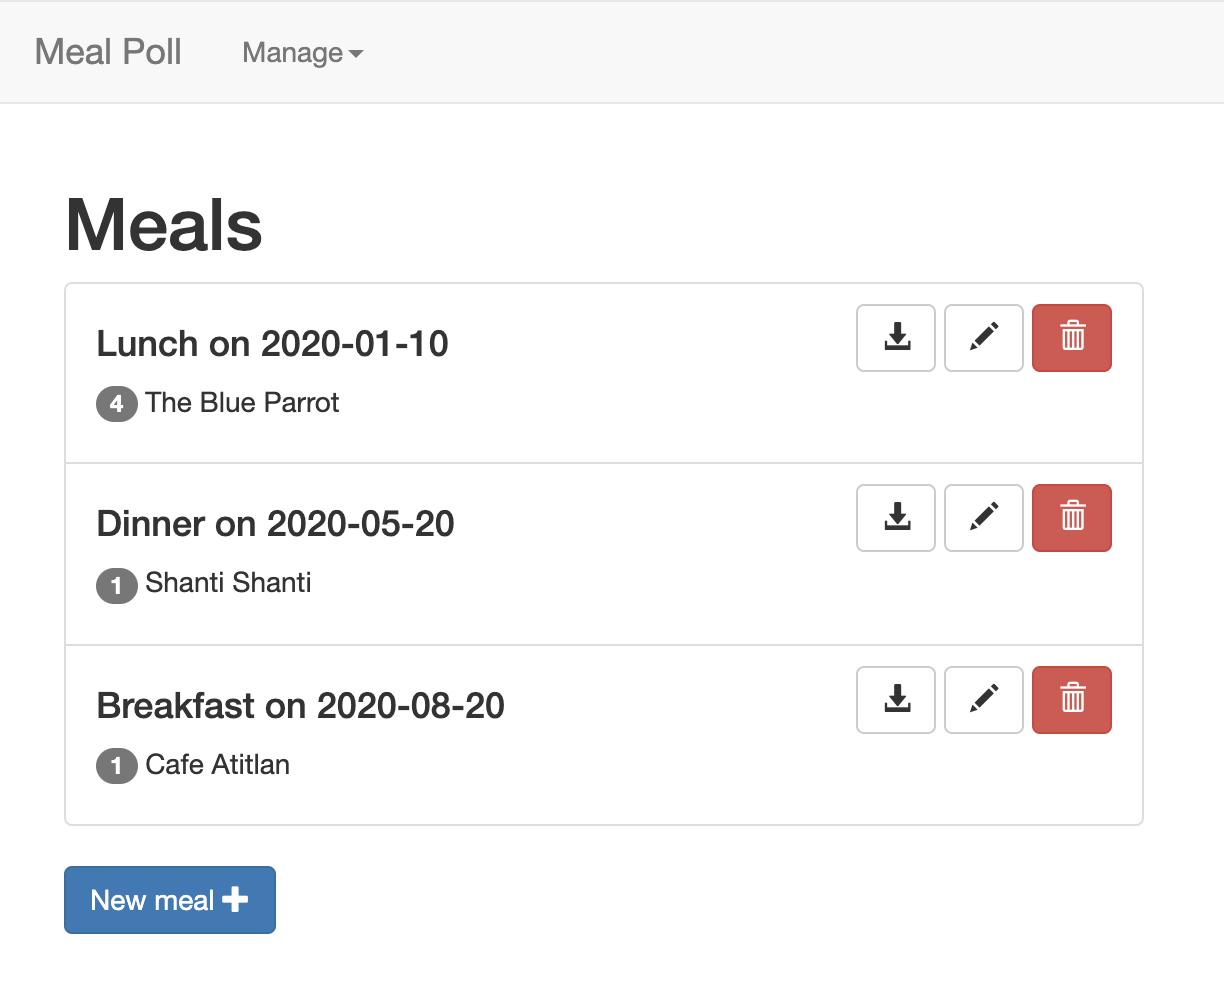 Meal Poll Manage
Meals
Lunch on 2020-01-10
4 The Blue Parrot
Dinner on 2020-05-20
1 Shanti Shanti
Breakfast on 2020-08-20
1 Cafe Atitlan
New meal